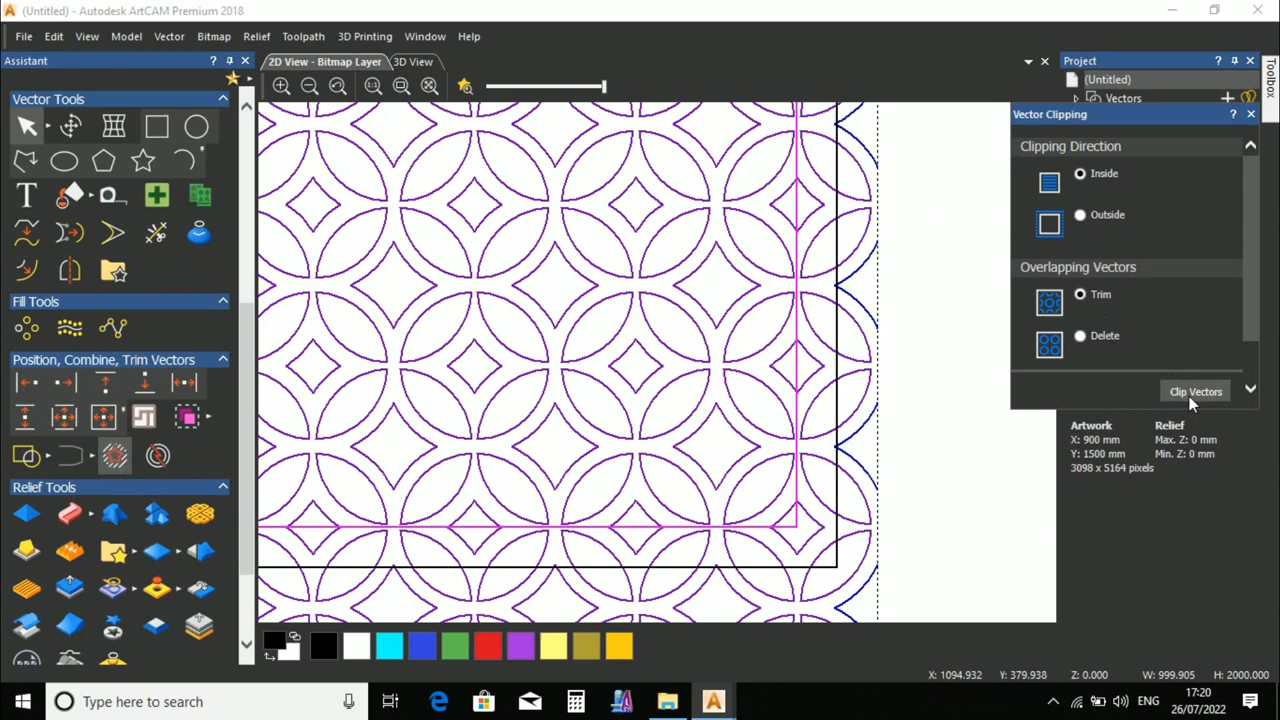 (Untitled) - Autodesk ArtCAM Premium 2018
File Edit View Model Vector Bitmap Relief Toolpath 3D Printing Window Help
Assistant
2D View - Bitmap Layer
3D View
Project
(Untitled)
Vectors
Toolbox
Vector Tools
Vector Clipping
Clipping Direction
Inside
Outside
Overlapping Vectors
Trim
Delete
Clip Vectors
Fill Tools
Position, Combine, Trim Vectors
Relief Tools
Artwork Relief
X: 900 mm Max. Z: 0 mm
Y: 1500 mm Min. Z: 0 mm
3098 x 5164 pixels
X: 1094.932 Y: 379.938 Z: 0.000 W: 999.905 H: 2000.000
Type here to search
ENG
17:20
26/07/2022